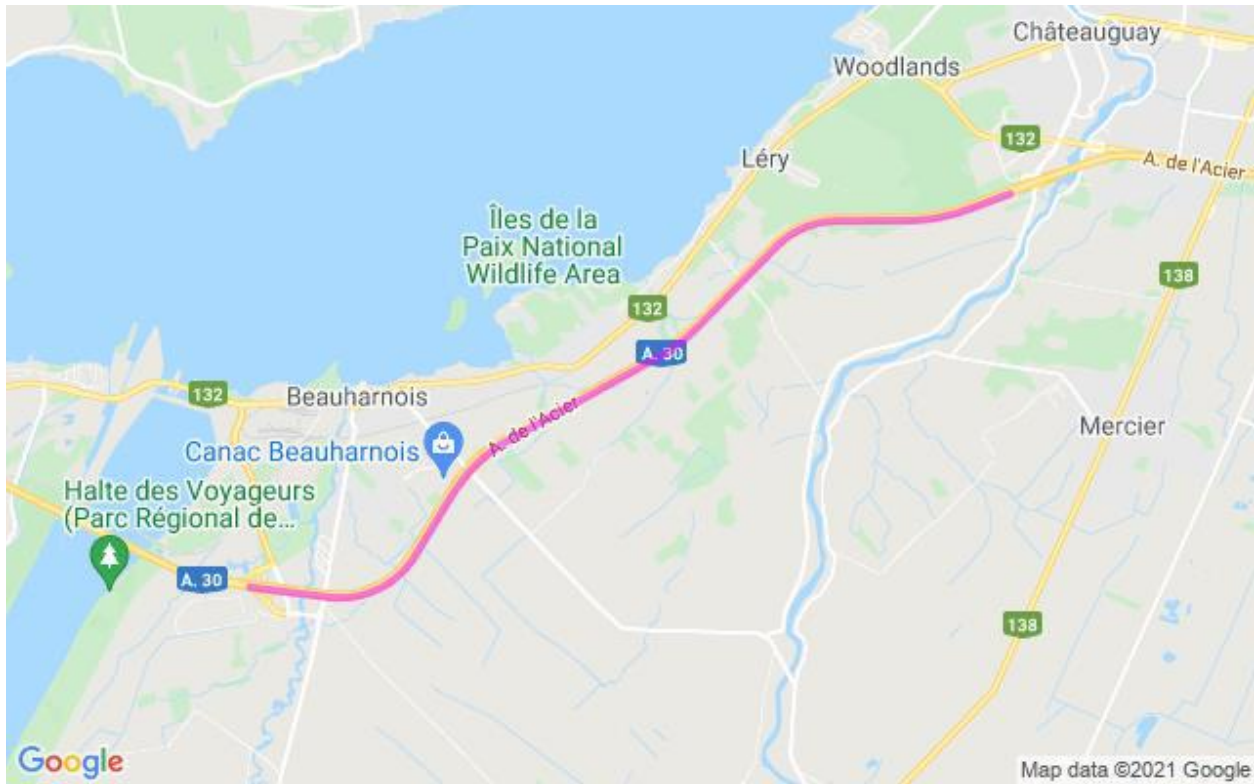 Châteauguay
Woodlands
132
Léry
A. de l'Acier
Îles de la
Paix National
Wildlife Area
138
132
A. 30
132
Beauharnois
A. de l'Acier
Mercier
Canac Beauharnois
Halte des Voyageurs
(Parc Régional de...
A. 30
138
Google
Map data ©2021 Google